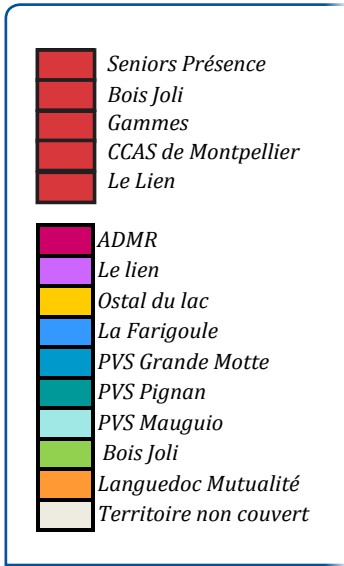 Seniors Présence
Bois Joli
Gammes
CCAS de Montpellier
Le Lien
ADMR
Le lien
Ostal du lac
La Farigoule
PVS Grande Motte
PVS Pignan
PVS Mauguio
Bois Joli
Languedoc Mutualité
Territoire non couvert